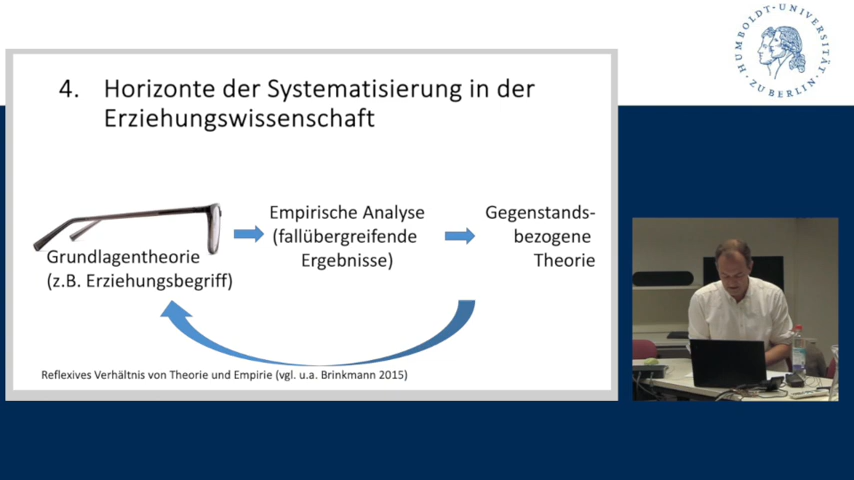 HUMBOLDT-UNIVERSITÄT
ZU BERLIN
4. Horizonte der Systematisierung in der
Erziehungswissenschaft
Grundlagentheorie
(z.B. Erziehungsbegriff)
Empirische Analyse
(fallübergreifende
Ergebnisse)
Gegenstands-
bezogene
Theorie
Reflexives Verhältnis von Theorie und Empirie (vgl. u.a. Brinkmann 2015)